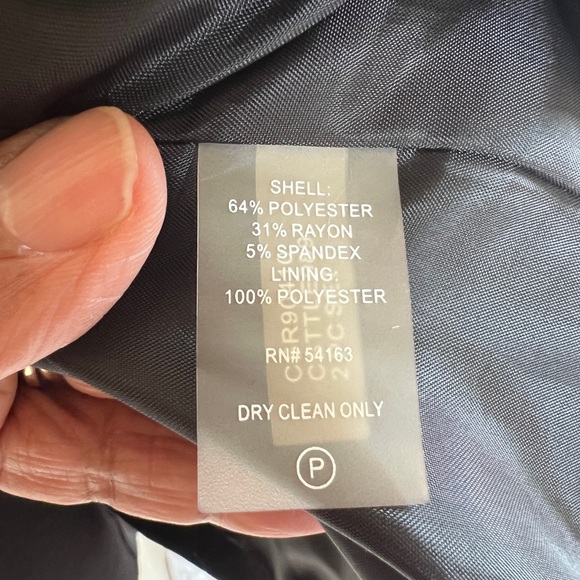 SHELL:
64% POLYESTER
31% RAYON
5% SPANDEX
LINING:
100% POLYESTER
RN# 54163
DRY CLEAN ONLY
P